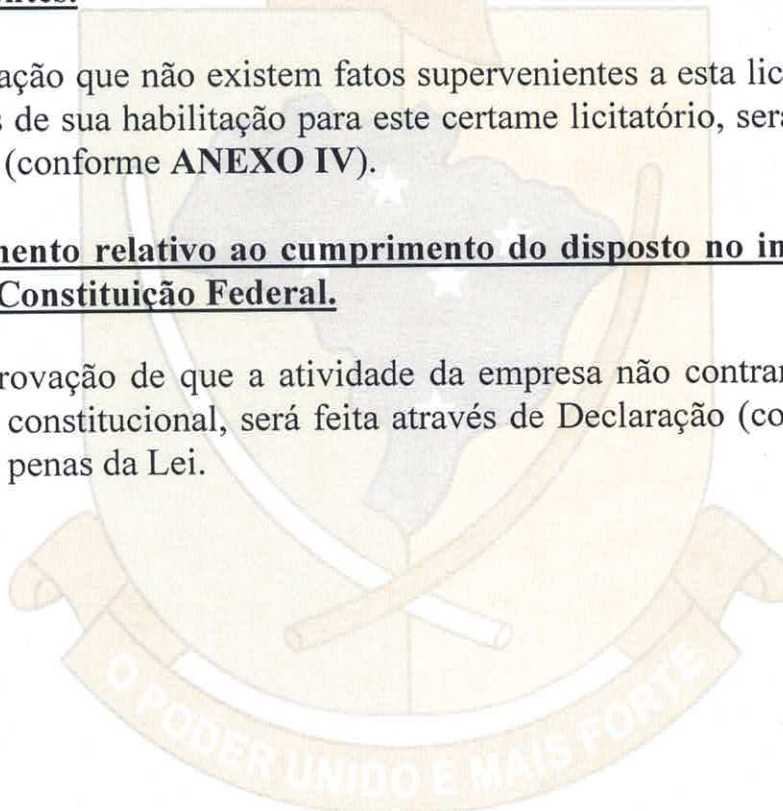 ação que não existem fatos supervenientes a esta lic
s de sua habilitação para este certame licitatório, ser
(conforme ANEXO IV).
mento relativo ao cumprimento do disposto no in
Constituição Federal.
rovação de que a atividade da empresa não contrar
constitucional, será feita através de Declaração (co
penas da Lei.
O PODER UNIDO É MAIS FORTE